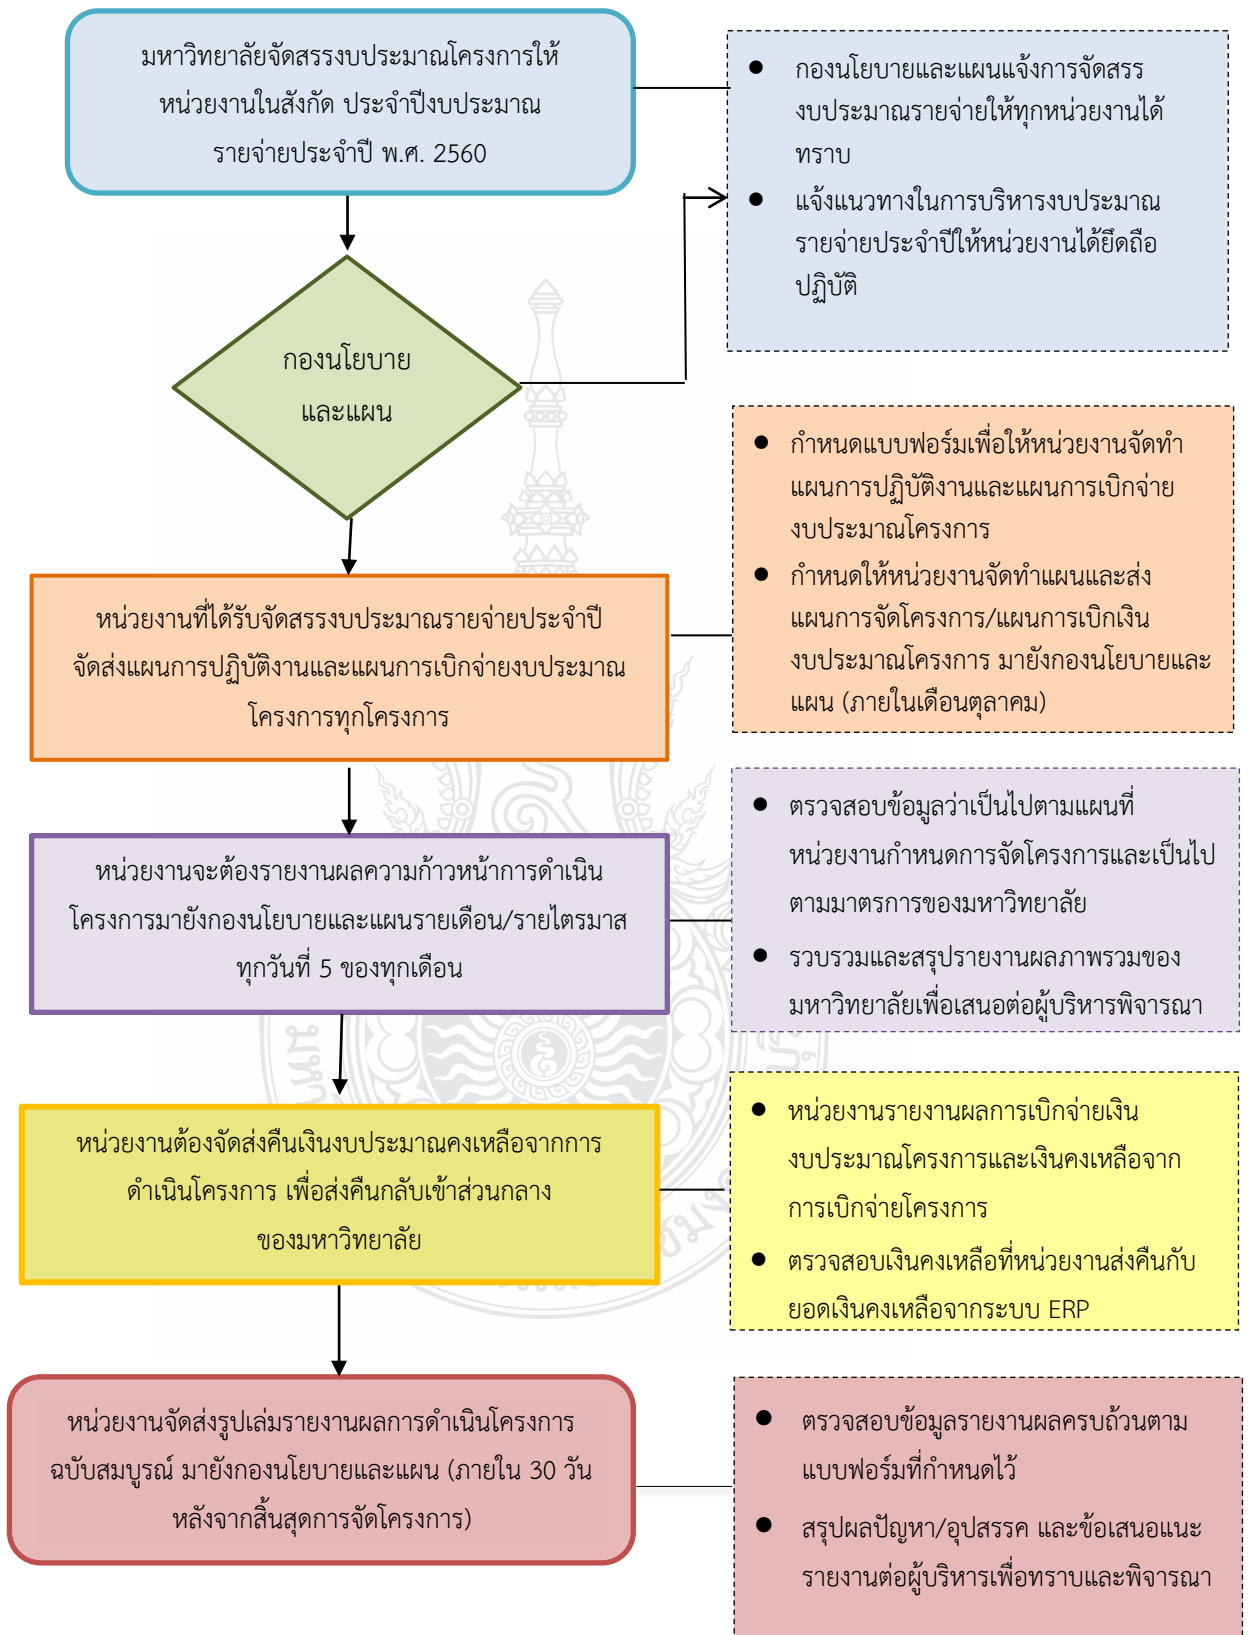 มหาวิทยาลัยจัดสรรงบประมาณโครงการให้
หน่วยงานในสังกัด ประจำปีงบประมาณ
รายจ่ายประจำปี พ.ศ. 2560
● กองนโยบายและแผนแจ้งการจัดสรร
งบประมาณรายจ่ายให้ทุกหน่วยงานได้
ทราบ
● แจ้งแนวทางในการบริหารงบประมาณ
รายจ่ายประจำปีให้หน่วยงานได้ยึดถือ
ปฏิบัติ
กองนโยบาย
และแผน
● กำหนดแบบฟอร์มเพื่อให้หน่วยงานจัดทำ
แผนการปฏิบัติงานและแผนการเบิกจ่าย
งบประมาณโครงการ
● กำหนดให้หน่วยงานจัดทำแผนและส่ง
แผนการจัดโครงการ/แผนการเบิกเงิน
งบประมาณโครงการ มายังกองนโยบายและ
แผน (ภายในเดือนตุลาคม)
หน่วยงานที่ได้รับจัดสรรงบประมาณรายจ่ายประจำปี
จัดส่งแผนการปฏิบัติงานและแผนการเบิกจ่ายงบประมาณ
โครงการทุกโครงการ
● ตรวจสอบข้อมูลว่าเป็นไปตามแผนที่
หน่วยงานกำหนดการจัดโครงการและเป็นไป
ตามมาตรการของมหาวิทยาลัย
● รวบรวมและสรุปรายงานผลภาพรวมของ
มหาวิทยาลัยเพื่อเสนอต่อผู้บริหารพิจารณา
หน่วยงานจะต้องรายงานผลความก้าวหน้าการดำเนิน
โครงการมายังกองนโยบายและแผนรายเดือน/รายไตรมาส
ทุกวันที่ 5 ของทุกเดือน
● หน่วยงานรายงานผลการเบิกจ่ายเงิน
งบประมาณโครงการและเงินคงเหลือจาก
การเบิกจ่ายโครงการ
● ตรวจสอบเงินคงเหลือที่หน่วยงานส่งคืนกับ
ยอดเงินคงเหลือจากระบบ ERP
หน่วยงานต้องจัดส่งคืนเงินงบประมาณคงเหลือจากการ
ดำเนินโครงการ เพื่อส่งคืนกลับเข้าส่วนกลาง
ของมหาวิทยาลัย
● ตรวจสอบข้อมูลรายงานผลครบถ้วนตาม
แบบฟอร์มที่กำหนดไว้
● สรุปผลปัญหา/อุปสรรค และข้อเสนอแนะ
รายงานต่อผู้บริหารเพื่อทราบและพิจารณา
หน่วยงานจัดส่งรูปเล่มรายงานผลการดำเนินโครงการ
ฉบับสมบูรณ์ มายังกองนโยบายและแผน (ภายใน 30 วัน
หลังจากสิ้นสุดการจัดโครงการ)